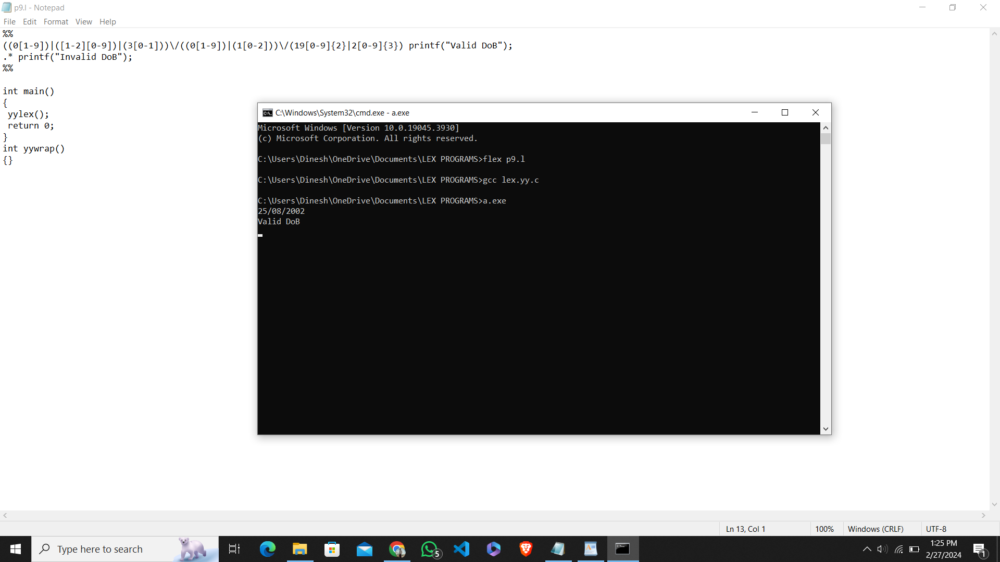 p9.l - Notepad
File Edit Format View Help
%%
((0[1-9])|([1-2][0-9])|(3[0-1]))\/((0[1-9])|(1[0-2]))\/(19[0-9]{2}|2[0-9]{3}) printf("Valid DoB");
.* printf("Invalid DoB");
%%
int main()
{
 yylex();
 return 0;
}
int yywrap()
{}
C:\Windows\System32\cmd.exe - a.exe
Microsoft Windows [Version 10.0.19045.3930]
(c) Microsoft Corporation. All rights reserved.
C:\Users\Dinesh\OneDrive\Documents\LEX PROGRAMS>flex p9.l
C:\Users\Dinesh\OneDrive\Documents\LEX PROGRAMS>gcc lex.yy.c
C:\Users\Dinesh\OneDrive\Documents\LEX PROGRAMS>a.exe
25/08/2002
Valid DoB
Ln 13, Col 1 100% Windows (CRLF) UTF-8
Type here to search
5
1:25 PM
2/27/2024
1